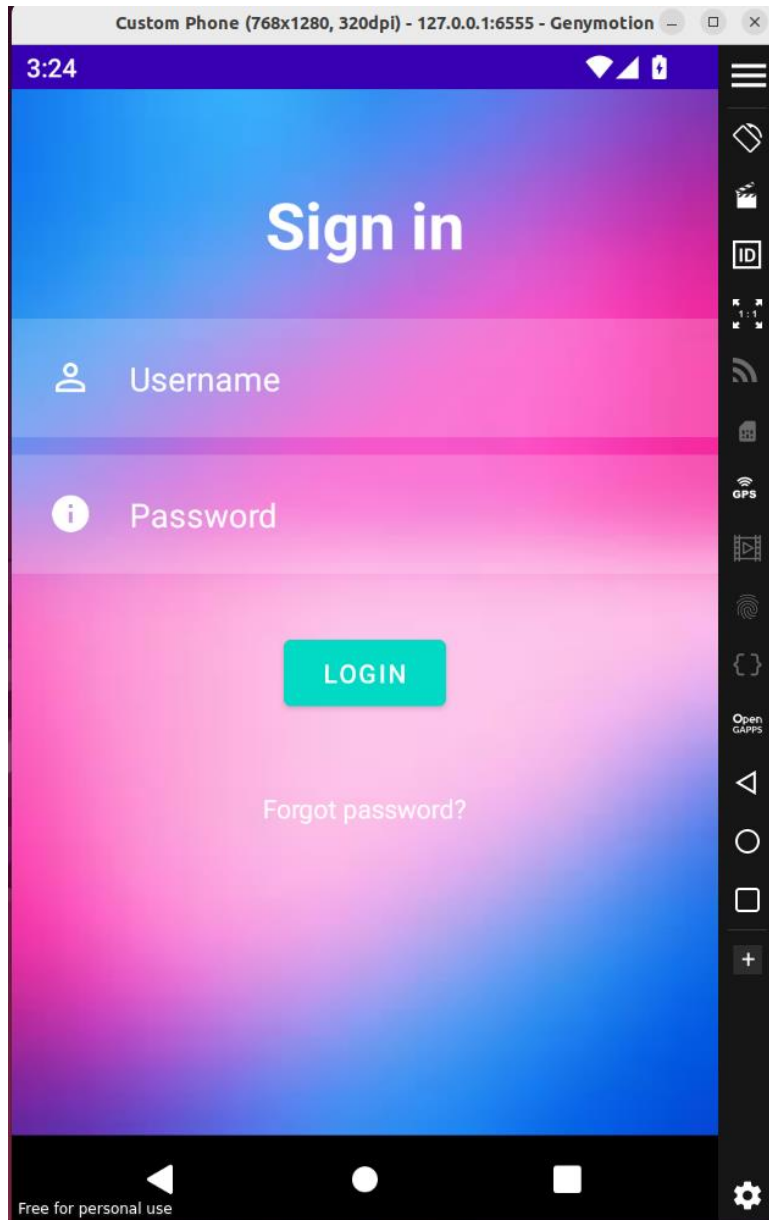 Custom Phone (768x1280, 320dpi) - 127.0.0.1:6555 - Genymotion
3:24
Sign in
ID
1:1
Username
Password
GPS
LOGIN
Open
GAPPS
Forgot password?
Free for personal use